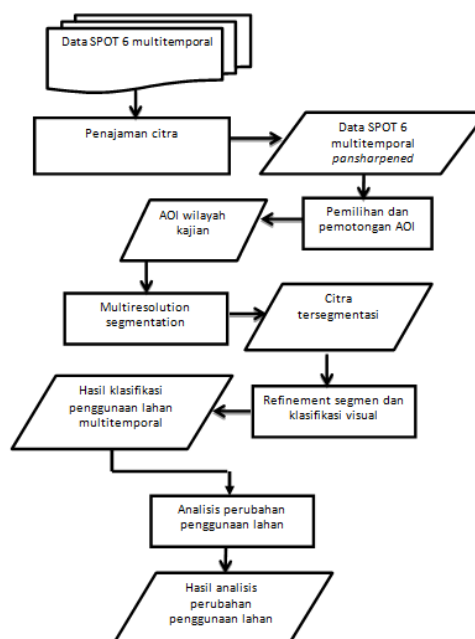 Data SPOT 6 multitemporal
Penajaman citra
Data SPOT 6
multitemporal
pansharpened
Pemilihan dan
pemotongan AOI
AOI wilayah
kajian
Multiresolution
segmentation
Citra
tersegmentasi
Refinement segmen dan
klasifikasi visual
Hasil klasifikasi
penggunaan lahan
multitemporal
Analisis perubahan
penggunaan lahan
Hasil analisis
perubahan
penggunaan lahan